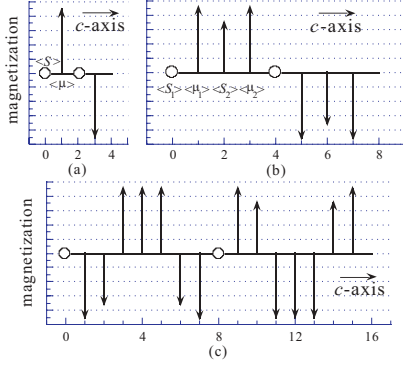 magnetization
c-axis
<S>
<μ>
0 2 4
(a)
c-axis
<S₁> <μ₁> <S₂> <μ₂>
0 2 4 6 8
(b)
magnetization
c-axis
0 4 8 12 16
(c)